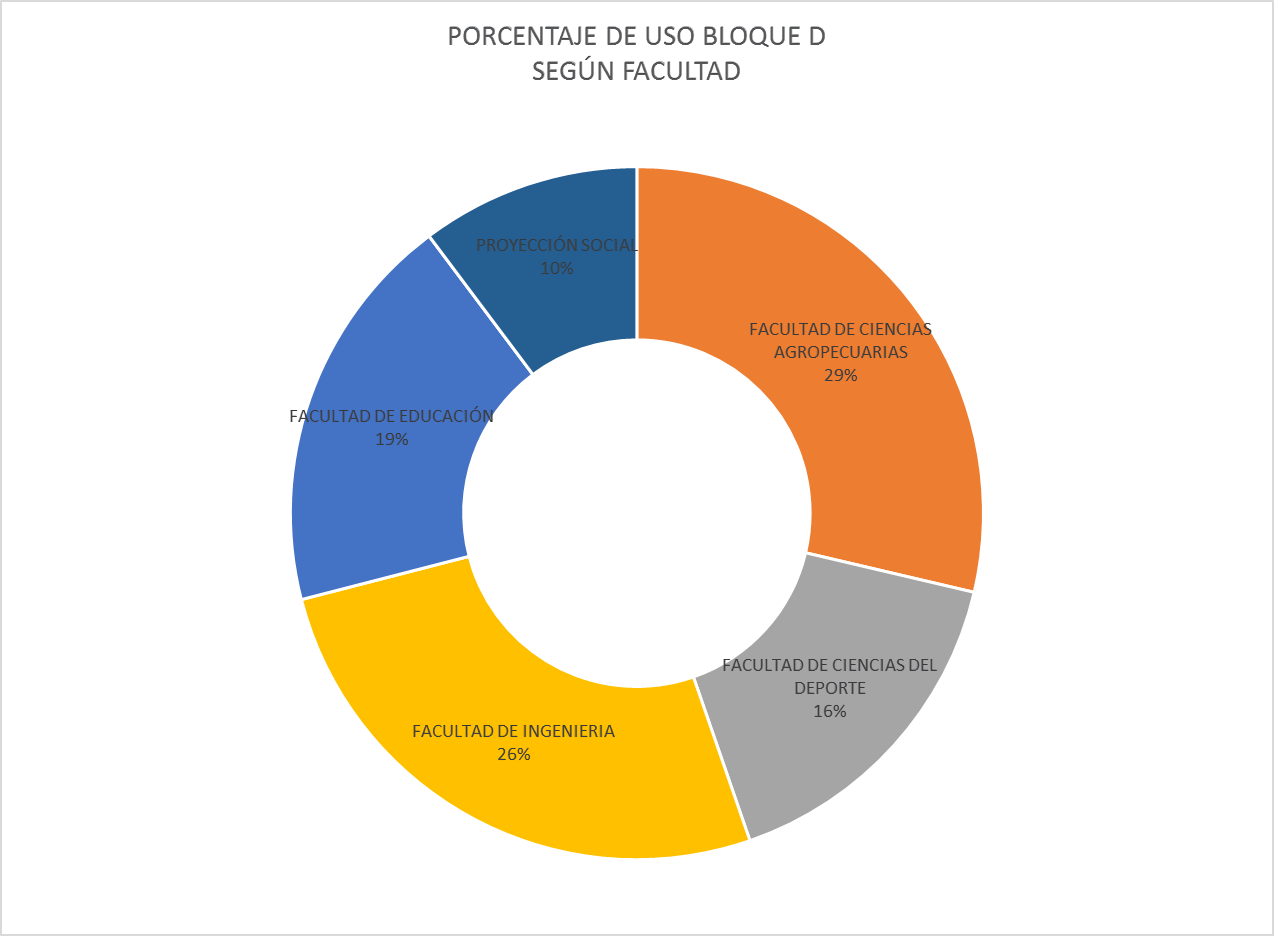 PORCENTAJE DE USO BLOQUE D
SEGÚN FACULTAD
PROYECCIÓN SOCIAL
10%
FACULTAD DE CIENCIAS
AGROPECUARIAS
29%
FACULTAD DE EDUCACIÓN
19%
FACULTAD DE CIENCIAS DEL
DEPORTE
16%
FACULTAD DE INGENIERIA
26%